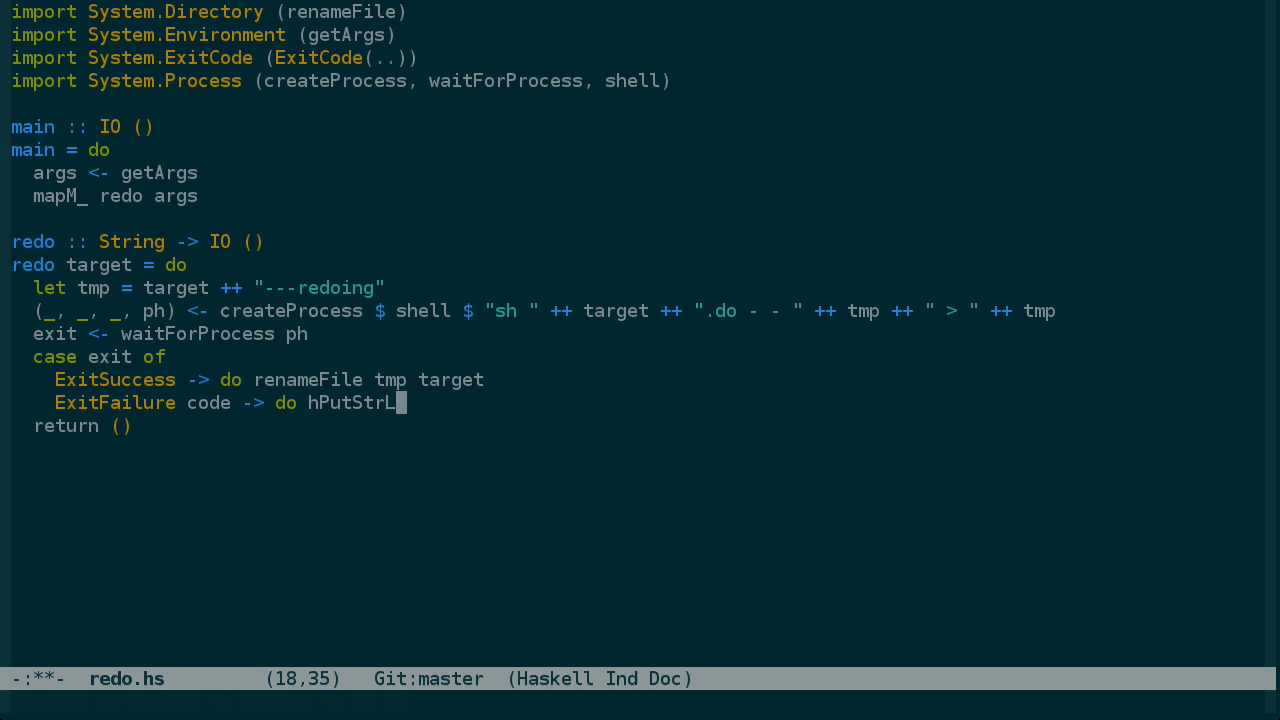 import System.Directory (renameFile)
import System.Environment (getArgs)
import System.ExitCode (ExitCode(..))
import System.Process (createProcess, waitForProcess, shell)

main :: IO ()
main = do
  args <- getArgs
  mapM_ redo args

redo :: String -> IO ()
redo target = do
  let tmp = target ++ "---redoing"
  (_, _, _, ph) <- createProcess $ shell $ "sh " ++ target ++ ".do - - " ++ tmp ++ " > " ++ tmp
  exit <- waitForProcess ph
  case exit of
    ExitSuccess -> do renameFile tmp target
    ExitFailure code -> do hPutStrL
  return ()
-:**-  redo.hs         (18,35)   Git:master  (Haskell Ind Doc)